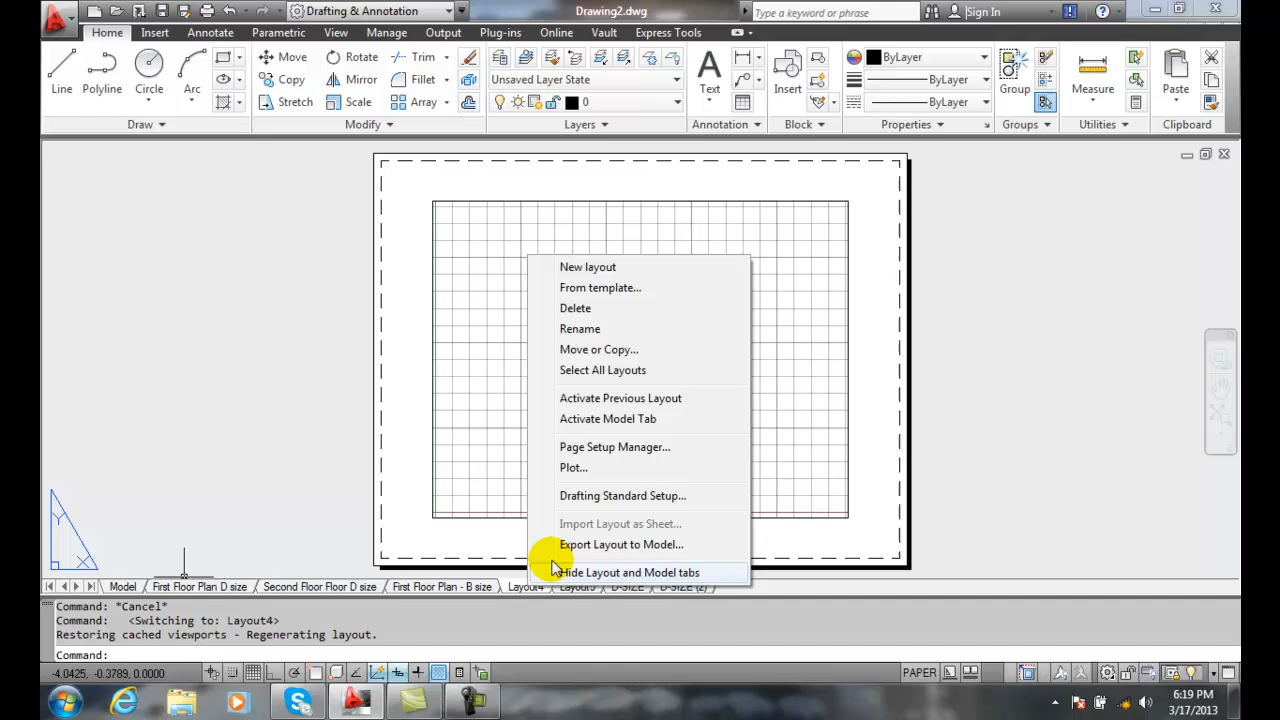 Drafting & Annotation
Drawing2.dwg
Type a keyword or phrase
Sign In
Home Insert Annotate Parametric View Manage Output Plug-ins Online Vault Express Tools
Line
Polyline
Circle
Arc
Move
Rotate
Trim
Copy
Mirror
Fillet
Stretch
Scale
Array
Unsaved Layer State
0
Text
Insert
ByLayer
ByLayer
ByLayer
Group
Measure
Paste
Draw
Modify
Layers
Annotation
Block
Properties
Groups
Utilities
Clipboard
New layout
From template...
Delete
Rename
Move or Copy...
Select All Layouts
Activate Previous Layout
Activate Model Tab
Page Setup Manager...
Plot...
Drafting Standard Setup...
Import Layout as Sheet...
Export Layout to Model...
Hide Layout and Model tabs
Y
X
Model First Floor Plan D size Second Floor Floor D size First Floor Plan - B size Layout4 Layout5 D-SIZE D-SIZE (2)
Command: *Cancel*
Command: <Switching to: Layout4>
Restoring cached viewports - Regenerating layout.
Command:
-4.0425, -0.3789, 0.0000
PAPER
6:19 PM
3/17/2013